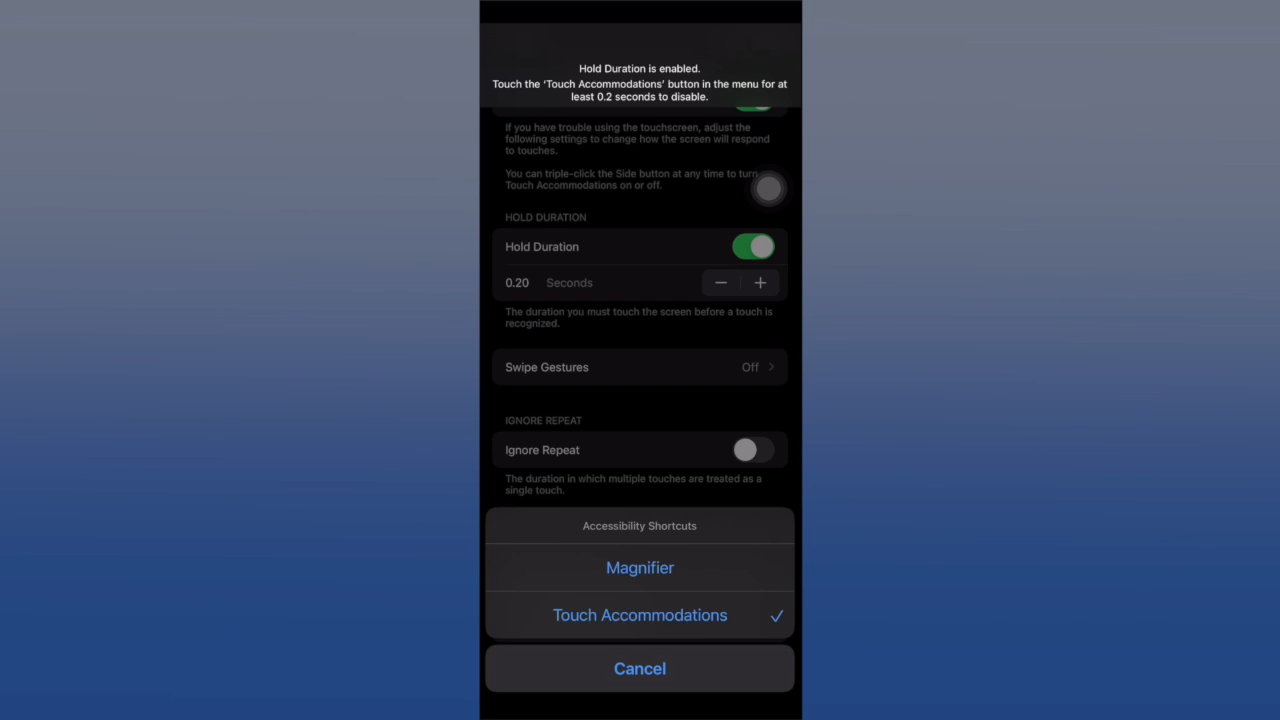 Hold Duration is enabled.
Touch the ‘Touch Accommodations’ button in the menu for at
least 0.2 seconds to disable.
If you have trouble using the touchscreen, adjust the
following settings to change how the screen will respond
to touches.
You can triple-click the Side button at any time to turn
Touch Accommodations on or off.
HOLD DURATION
Hold Duration
0.20 Seconds
The duration you must touch the screen before a touch is
recognized.
Swipe Gestures Off
IGNORE REPEAT
Ignore Repeat
The duration in which multiple touches are treated as a
single touch.
Accessibility Shortcuts
Magnifier
Touch Accommodations
Cancel